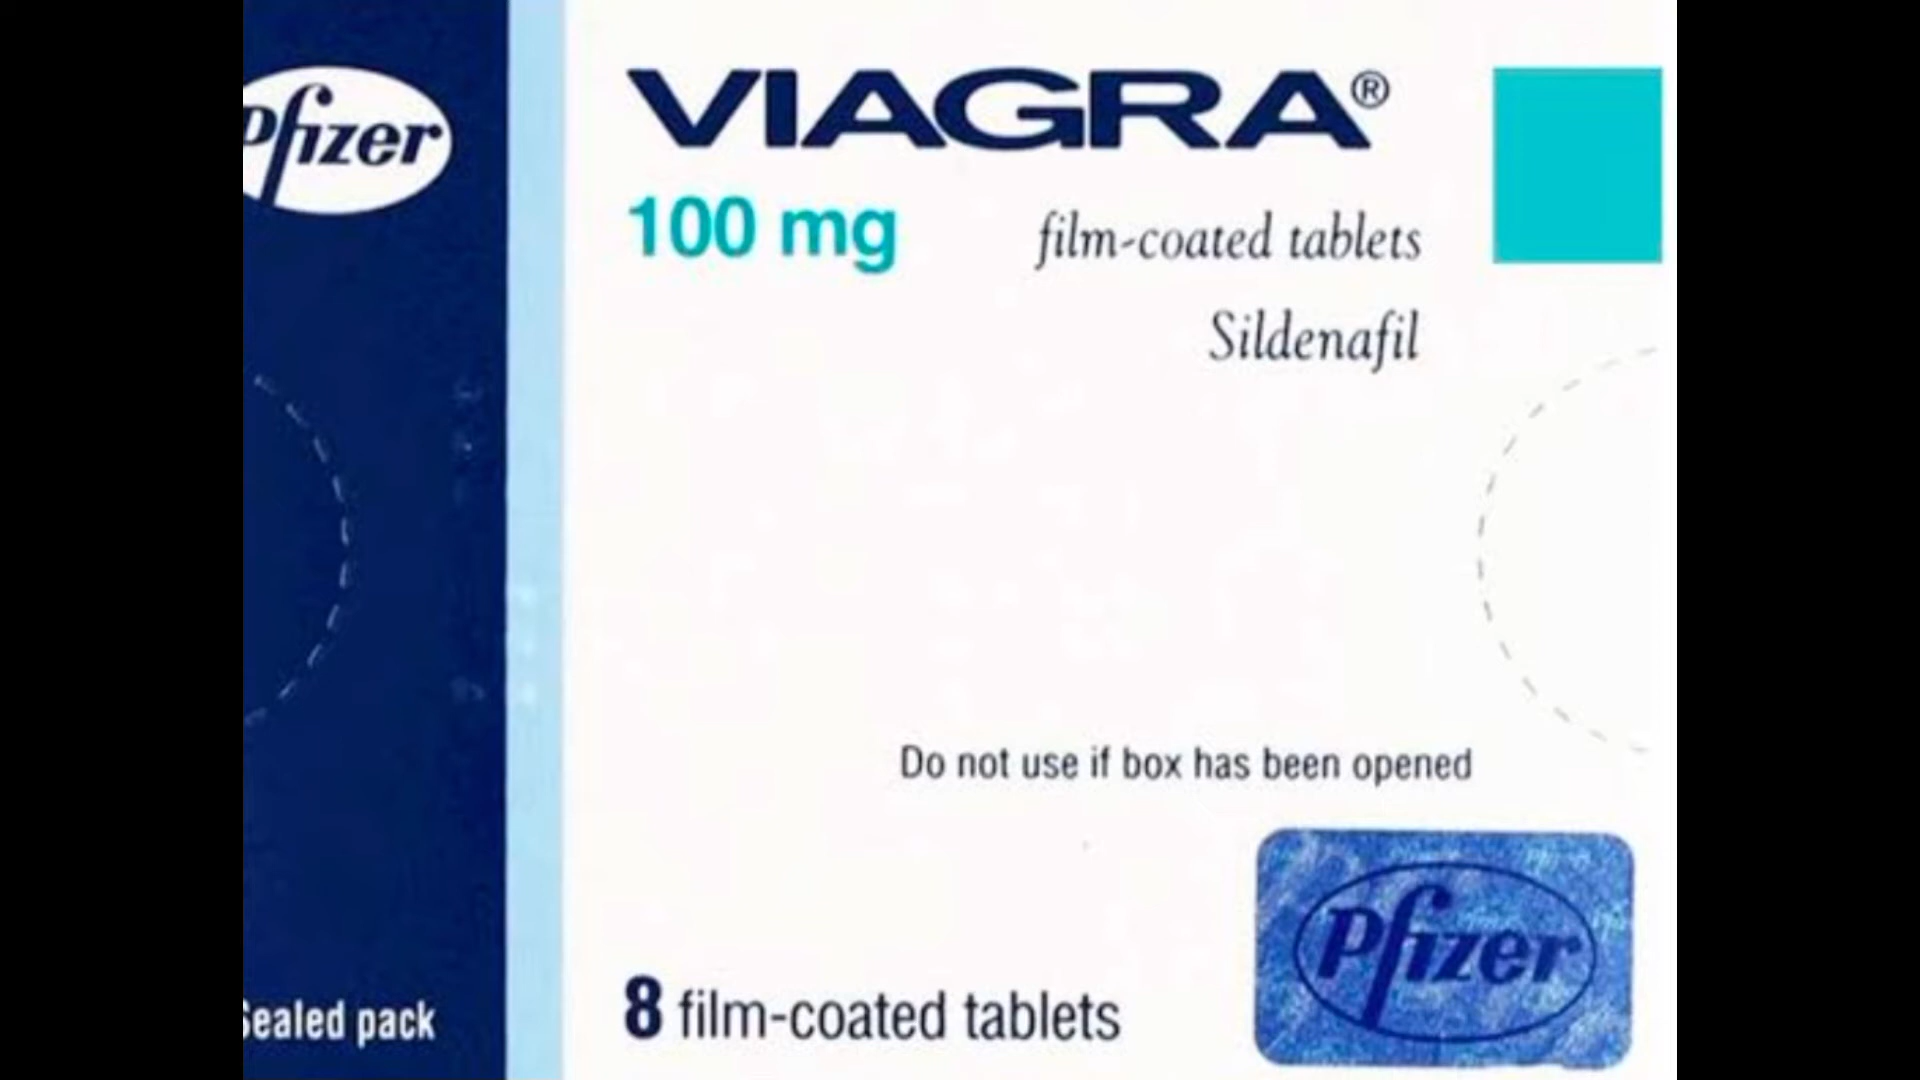 Pfizer
VIAGRA®
100 mg film-coated tablets
Sildenafil
Do not use if box has been opened
8 film-coated tablets
Pfizer
Sealed pack